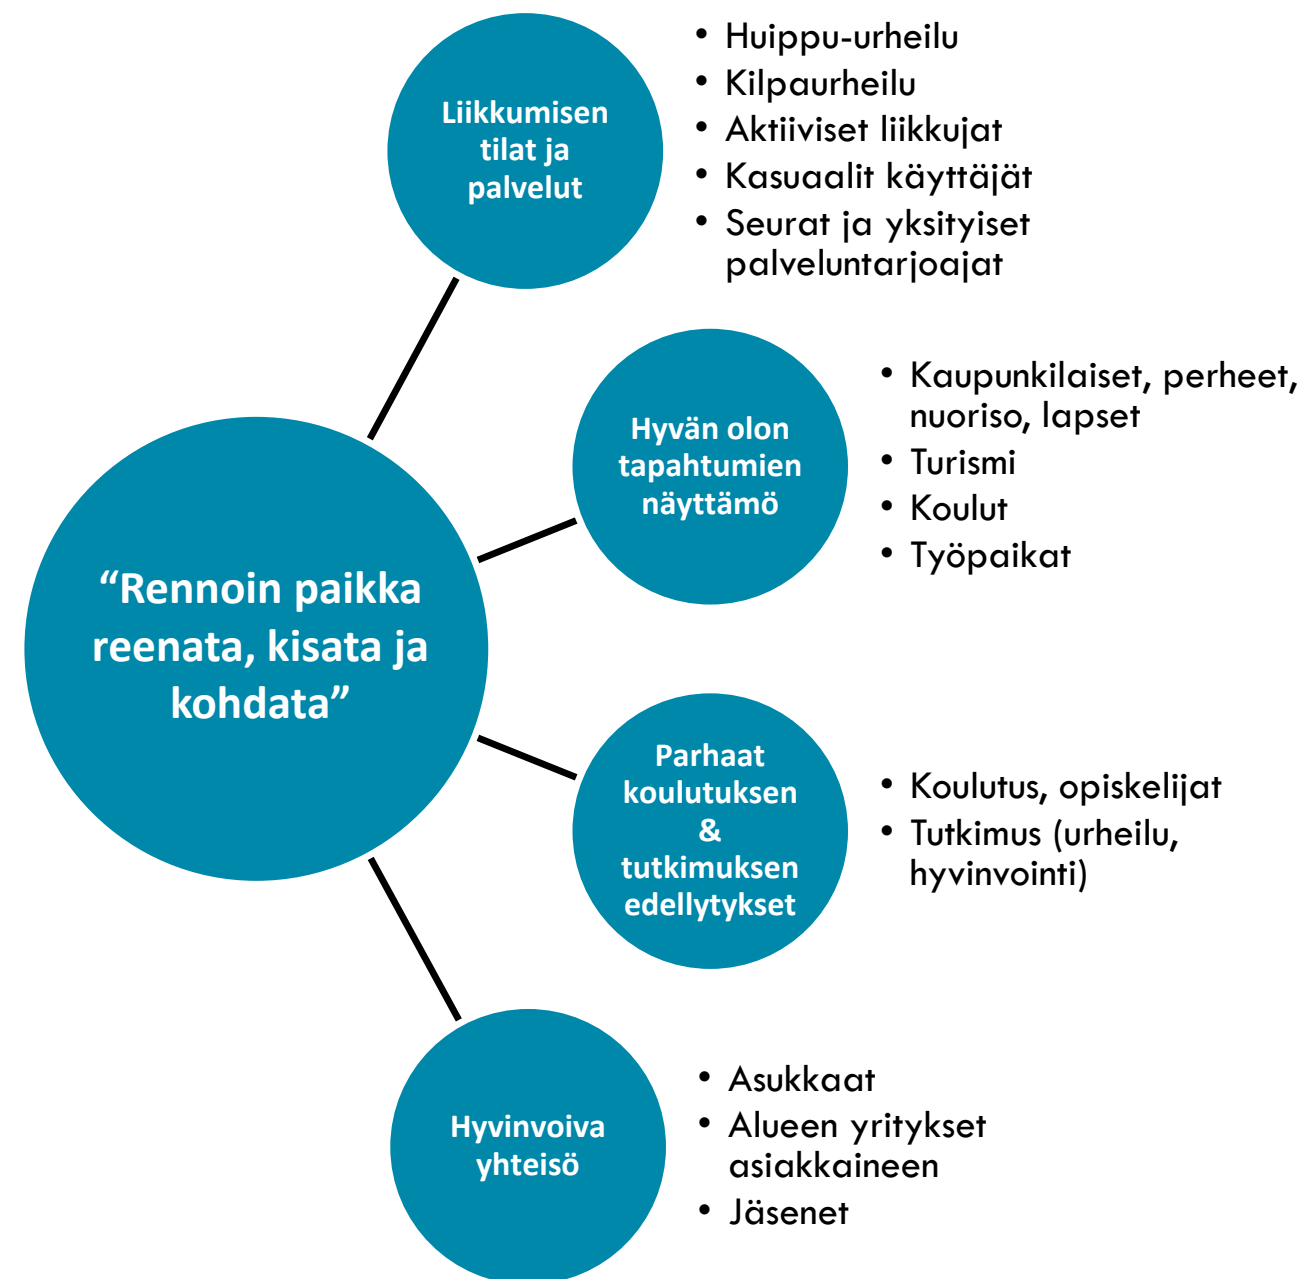 “Rennoin paikka
reenata, kisata ja
kohdata”
Liikkumisen
tilat ja
palvelut
• Huippu-urheilu
• Kilpaurheilu
• Aktiiviset liikkujat
• Kasuaalit käyttäjät
• Seurat ja yksityiset
palveluntarjoajat
Hyvän olon
tapahtumien
näyttämö
• Kaupunkilaiset, perheet,
nuoriso, lapset
• Turismi
• Koulut
• Työpaikat
Parhaat
koulutuksen
&
tutkimuksen
edellytykset
• Koulutus, opiskelijat
• Tutkimus (urheilu,
hyvinvointi)
Hyvinvoiva
yhteisö
• Asukkaat
• Alueen yritykset
asiakkaineen
• Jäsenet